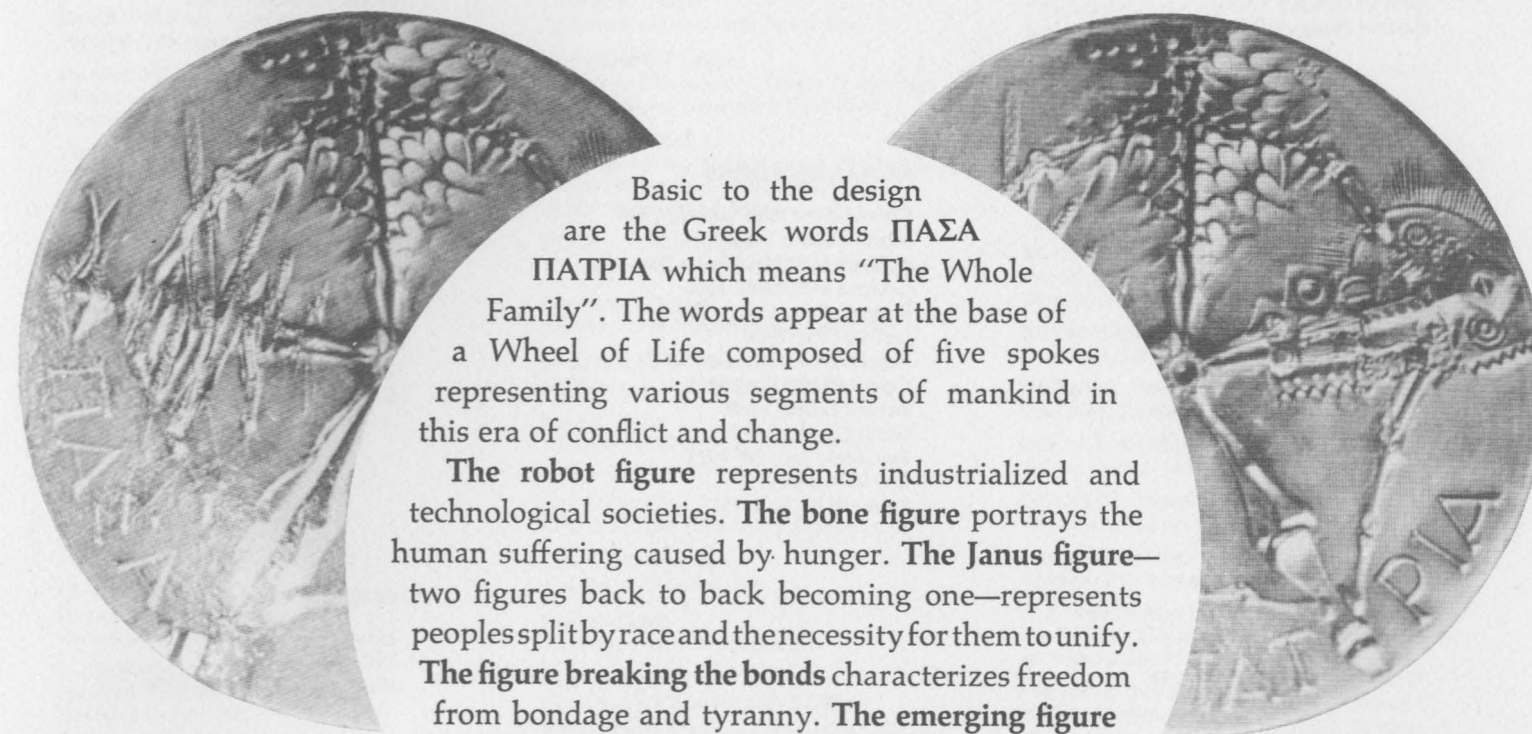 Basic to the design
are the Greek words ΠΑΣΑ
ΠΑΤΡΙΑ which means “The Whole
Family”. The words appear at the base of
a Wheel of Life composed of five spokes
representing various segments of mankind in
this era of conflict and change.
The robot figure represents industrialized and
technological societies. The bone figure portrays the
human suffering caused by hunger. The Janus figure—
two figures back to back becoming one—represents
peoples split by race and the necessity for them to unify.
The figure breaking the bonds characterizes freedom
from bondage and tyranny. The emerging figure
ΑΤ ΡΙΑ